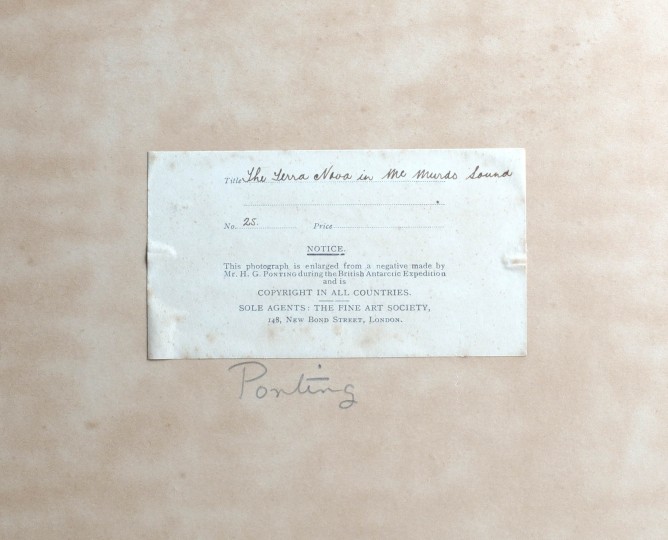 Title The Terra Nova in Mc Murdo Sound
No. 25. Price
NOTICE.
This photograph is enlarged from a negative made by
Mr. H. G. PONTING during the British Antarctic Expedition
and is
COPYRIGHT IN ALL COUNTRIES.
SOLE AGENTS: THE FINE ART SOCIETY,
148, NEW BOND STREET, LONDON.
Ponting